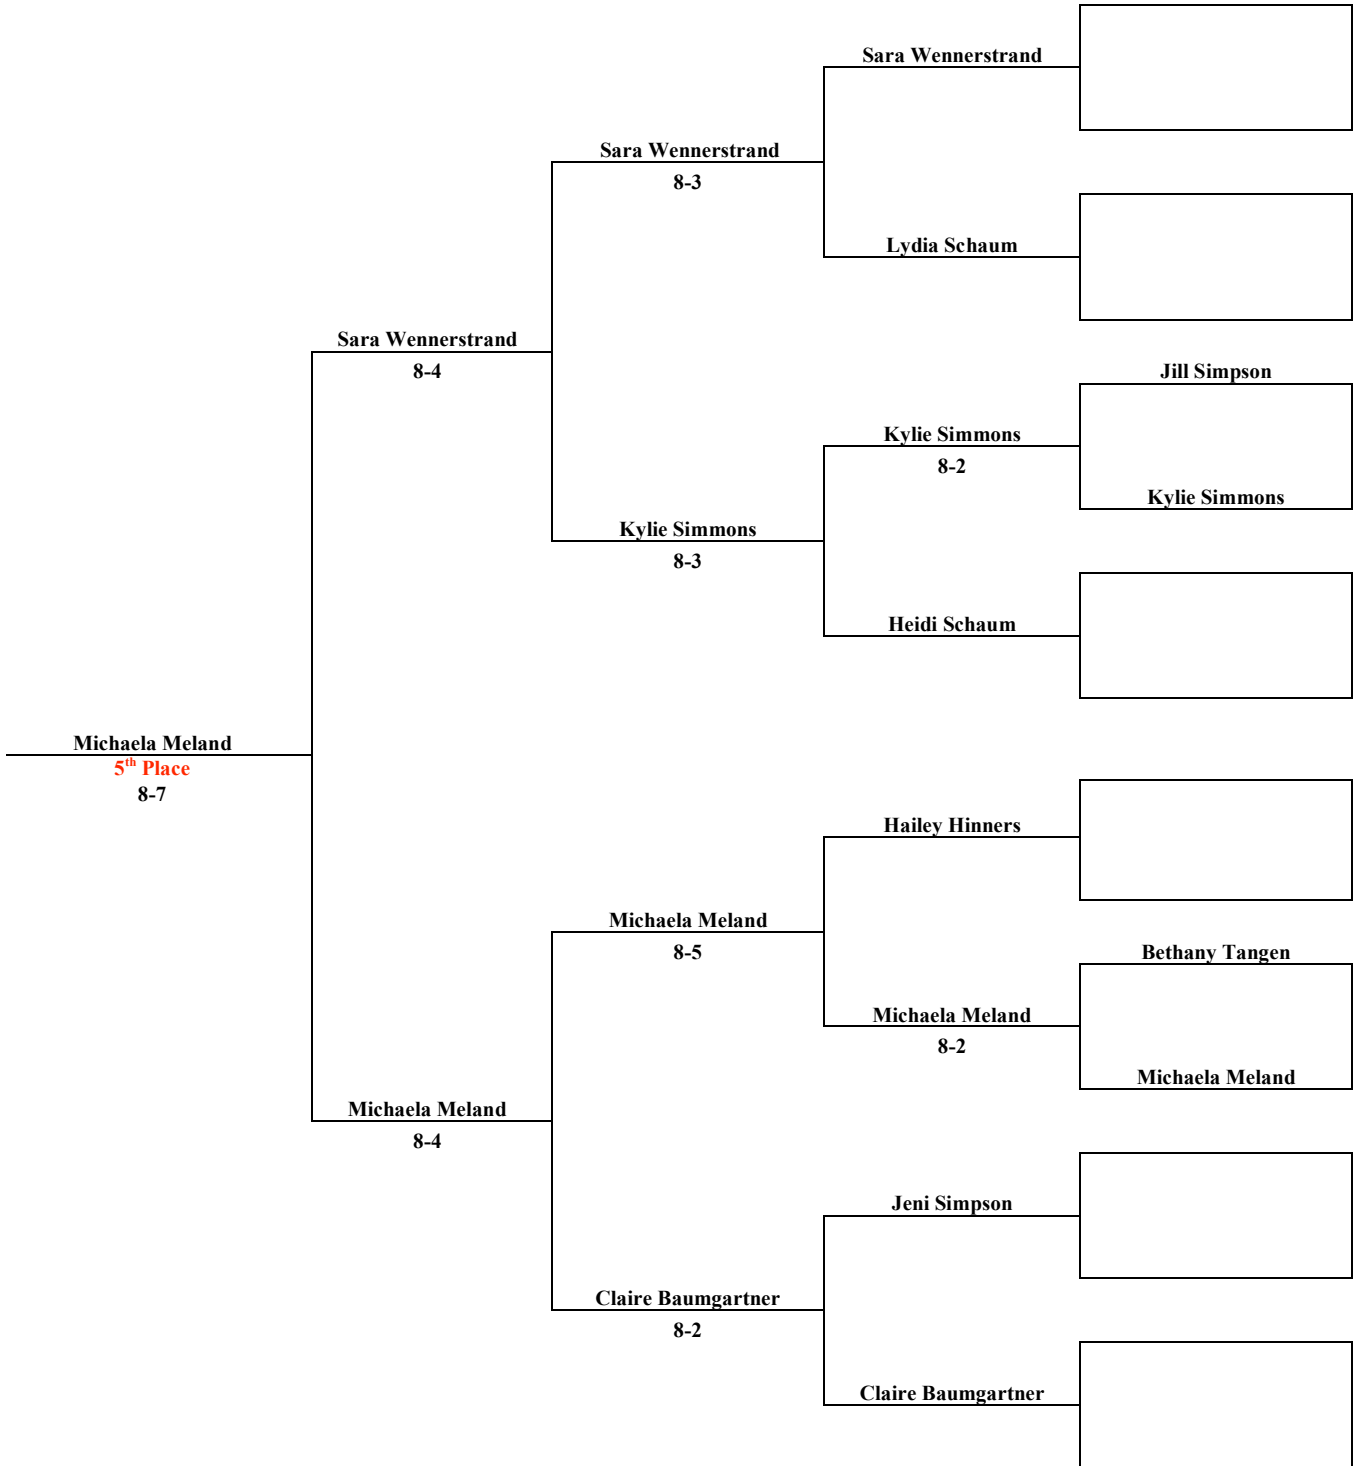 Sara Wennerstrand
Sara Wennerstrand
8-3
Lydia Schaum
Sara Wennerstrand
8-4
Jill Simpson
Kylie Simmons
8-2
Kylie Simmons
Kylie Simmons
8-3
Heidi Schaum
Michaela Meland
5th Place
8-7
Hailey Hinners
Michaela Meland
8-5
Bethany Tangen
Michaela Meland
8-2
Michaela Meland
Michaela Meland
8-4
Jeni Simpson
Claire Baumgartner
8-2
Claire Baumgartner